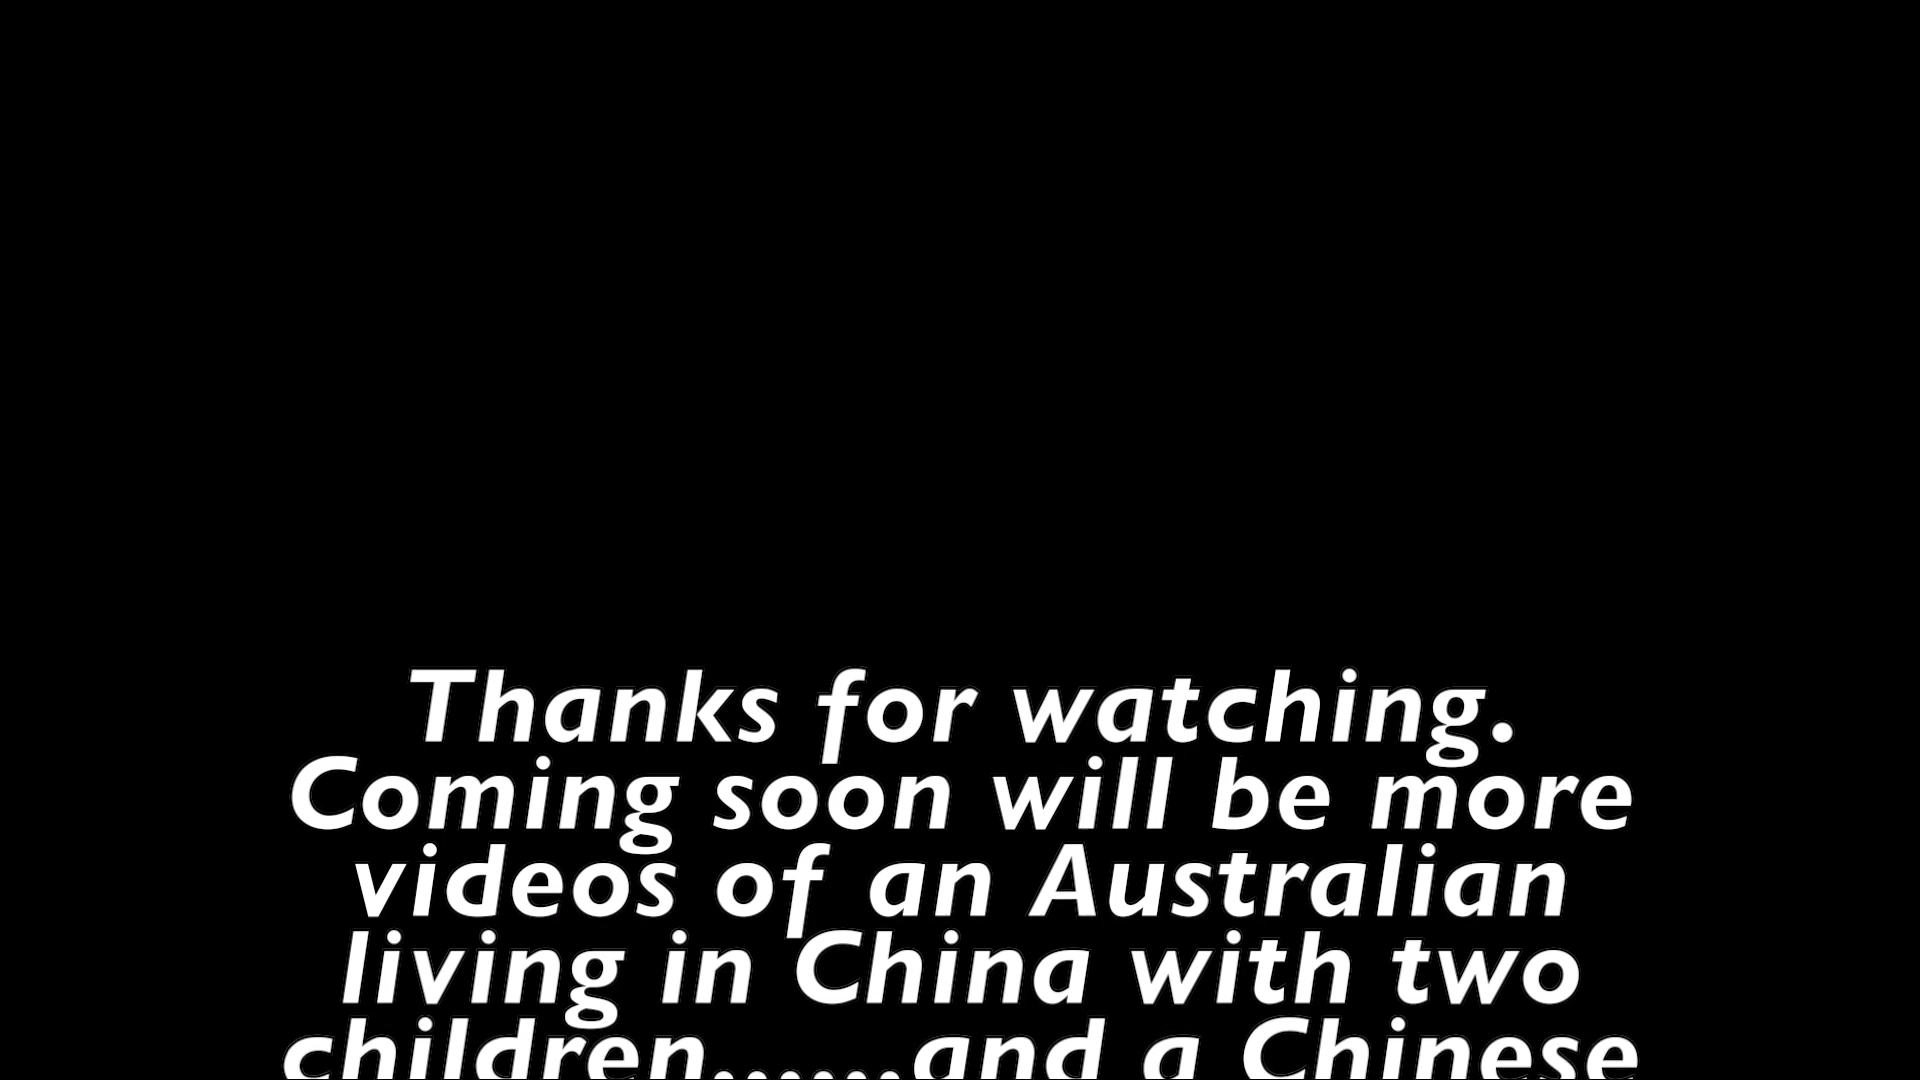 Thanks for watching.
Coming soon will be more
videos of an Australian
living in China with two
children......and a Chinese